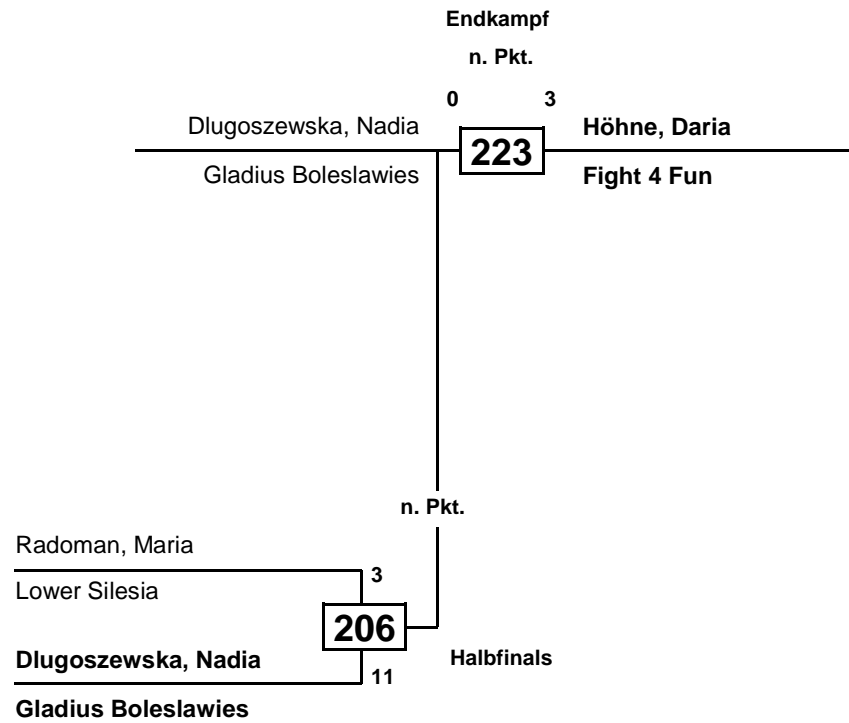 Endkampf
n. Pkt.
0 3
Dlugoszewska, Nadia 223 Höhne, Daria
Gladius Boleslawies Fight 4 Fun
n. Pkt.
Radoman, Maria
3
Lower Silesia
206
Dlugoszewska, Nadia Halbfinals
11
Gladius Boleslawies